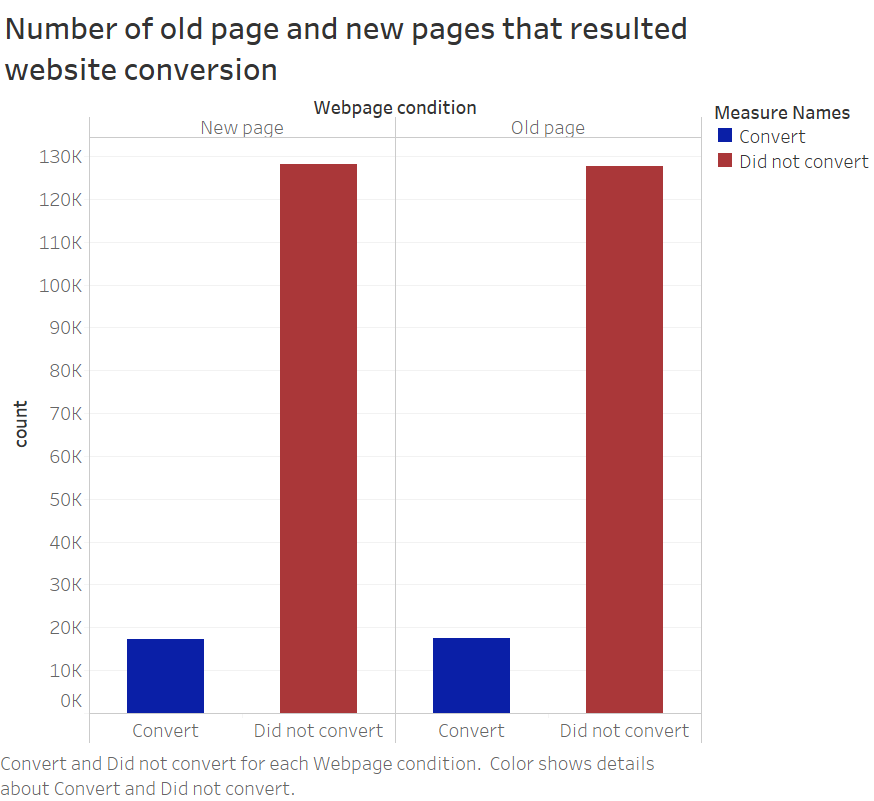 Number of old page and new pages that resulted
website conversion
Webpage condition
New page
Old page
Measure Names
Convert
Did not convert
130K
120K
110K
100K
90K
80K
70K
60K
50K
40K
30K
20K
10K
0K
count
Convert
Did not convert
Convert
Did not convert
Convert and Did not convert for each Webpage condition. Color shows details
about Convert and Did not convert.